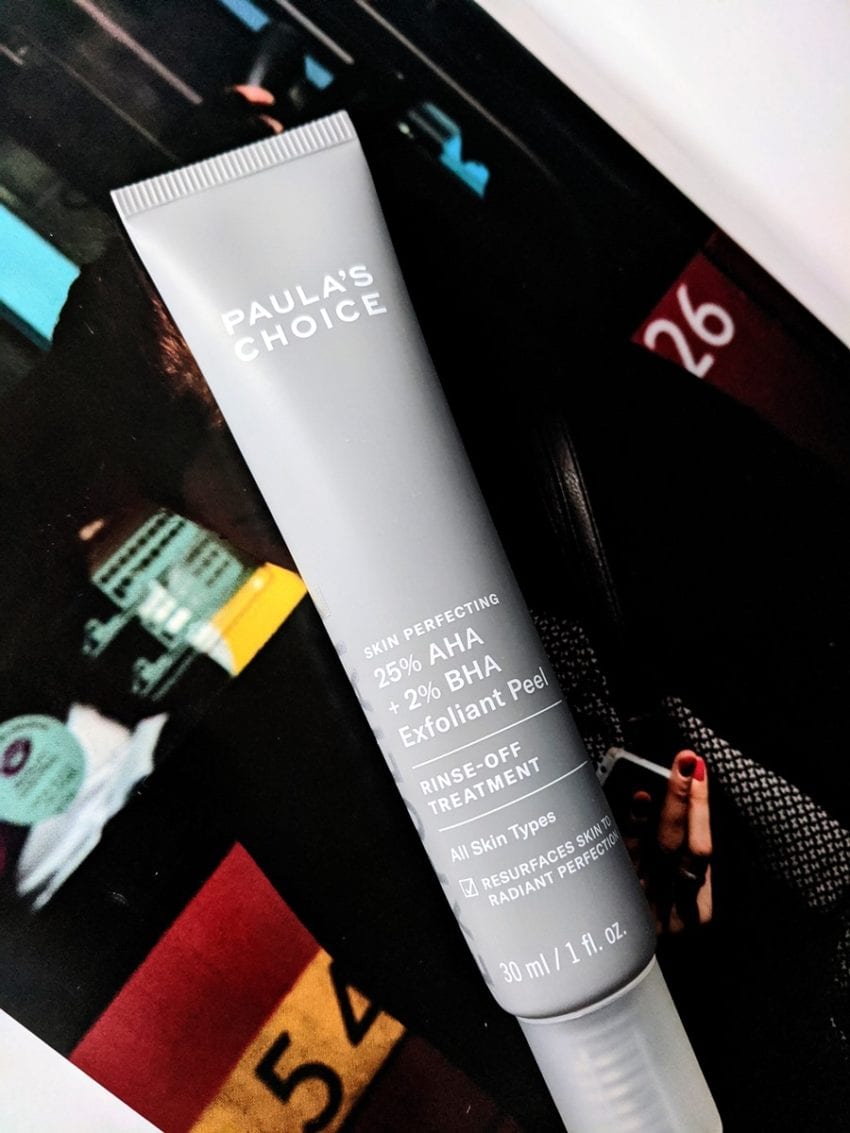 PAULA'S
CHOICE
26
SKIN PERFECTING
25% AHA
+ 2% BHA
Exfoliant Peel
RINSE-OFF
TREATMENT
All Skin Types
RESURFACES SKIN TO
RADIANT PERFECTION
30 ml / 1 fl. oz.
54